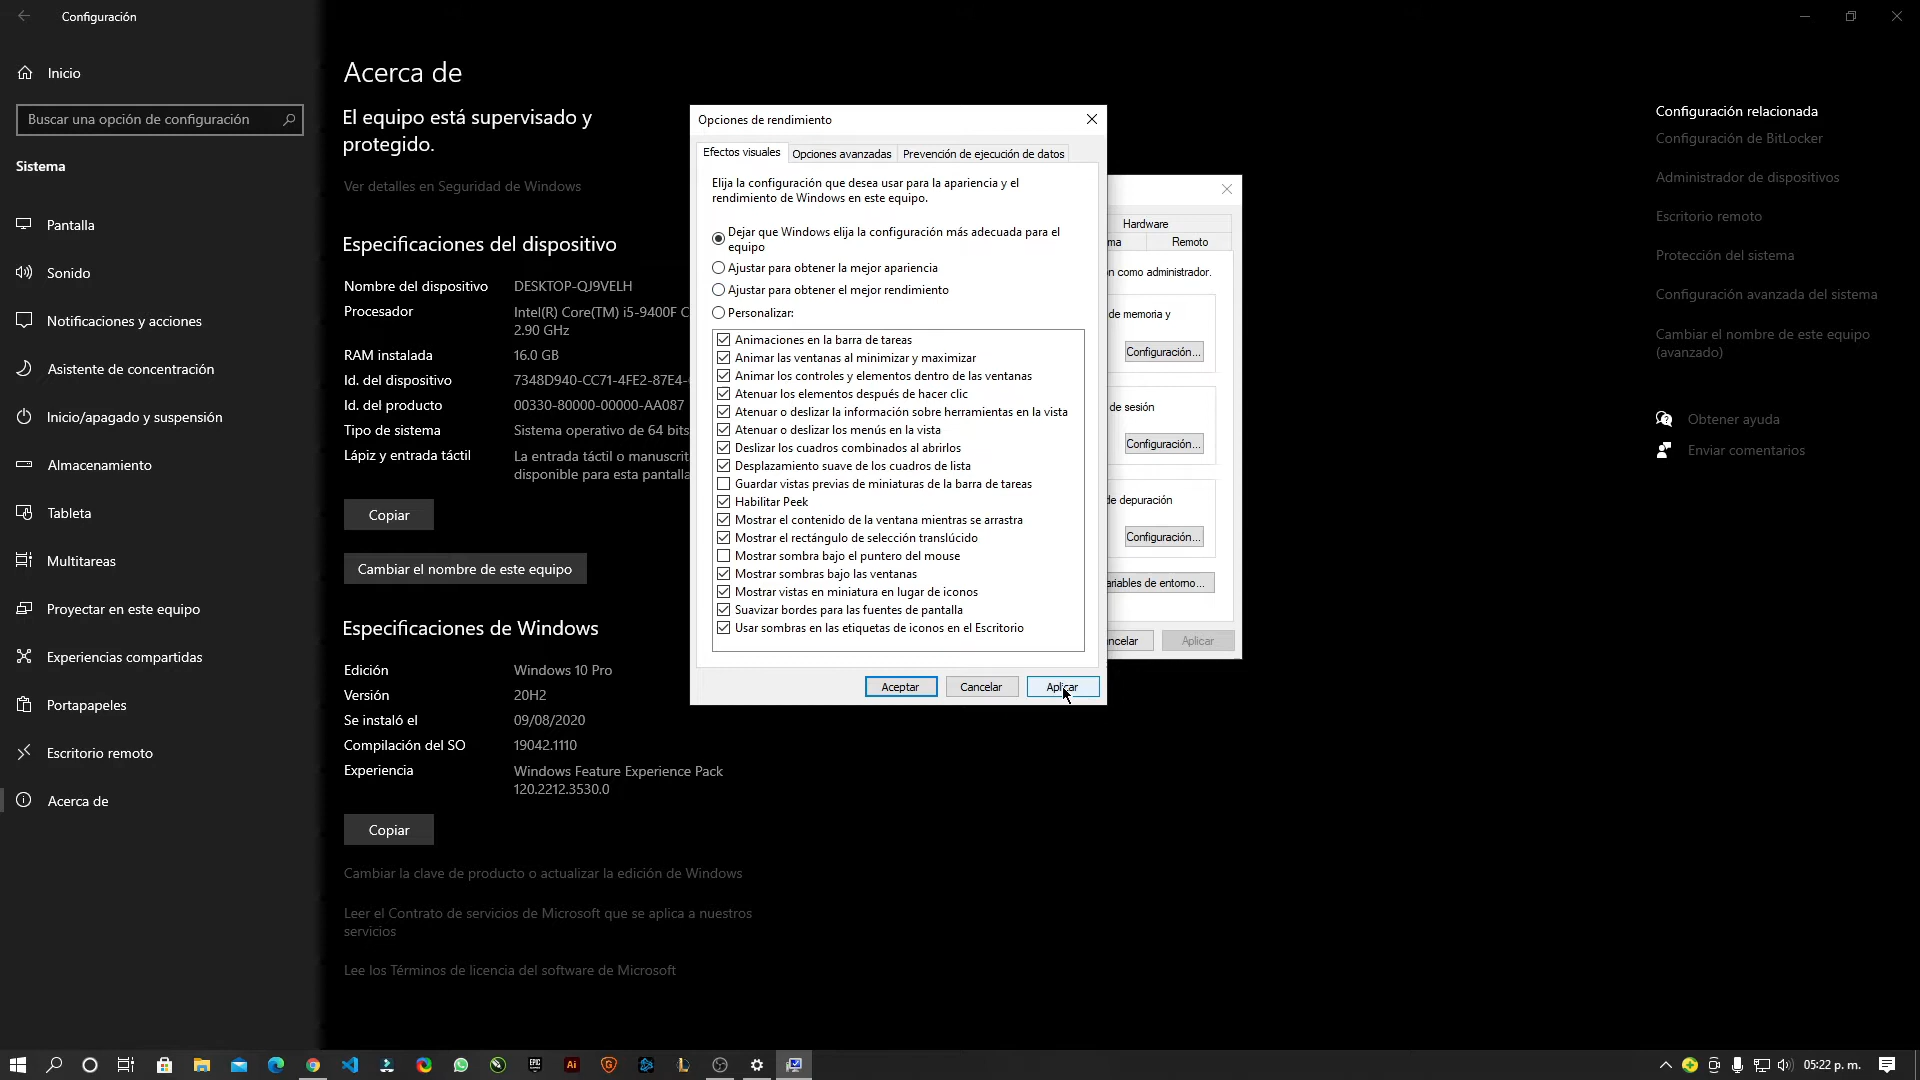 Configuración
Inicio
Buscar una opción de configuración
Sistema
Pantalla
Sonido
Notificaciones y acciones
Asistente de concentración
Inicio/apagado y suspensión
Almacenamiento
Tableta
Multitareas
Proyectar en este equipo
Experiencias compartidas
Portapapeles
Escritorio remoto
Acerca de
Acerca de
El equipo está supervisado y
protegido.
Ver detalles en Seguridad de Windows
Especificaciones del dispositivo
Nombre del dispositivo DESKTOP-QJ9VELH
Procesador Intel(R) Core(TM) i5-9400F C
2.90 GHz
RAM instalada 16.0 GB
Id. del dispositivo 7348D940-CC71-4FE2-87E4-
Id. del producto 00330-80000-00000-AA087
Tipo de sistema Sistema operativo de 64 bits
Lápiz y entrada táctil La entrada táctil o manuscrit
disponible para esta pantalla
Copiar
Cambiar el nombre de este equipo
Especificaciones de Windows
Edición Windows 10 Pro
Versión 20H2
Se instaló el 09/08/2020
Compilación del SO 19042.1110
Experiencia Windows Feature Experience Pack
120.2212.3530.0
Copiar
Cambiar la clave de producto o actualizar la edición de Windows
Leer el Contrato de servicios de Microsoft que se aplica a nuestros
servicios
Lee los Términos de licencia del software de Microsoft
Opciones de rendimiento
Efectos visuales Opciones avanzadas Prevención de ejecución de datos
Elija la configuración que desea usar para la apariencia y el
rendimiento de Windows en este equipo.
Dejar que Windows elija la configuración más adecuada para el
equipo
Ajustar para obtener la mejor apariencia
Ajustar para obtener el mejor rendimiento
Personalizar:
Animaciones en la barra de tareas
Animar las ventanas al minimizar y maximizar
Animar los controles y elementos dentro de las ventanas
Atenuar los elementos después de hacer clic
Atenuar o deslizar la información sobre herramientas en la vista
Atenuar o deslizar los menús en la vista
Deslizar los cuadros combinados al abrirlos
Desplazamiento suave de los cuadros de lista
Guardar vistas previas de miniaturas de la barra de tareas
Habilitar Peek
Mostrar el contenido de la ventana mientras se arrastra
Mostrar el rectángulo de selección translúcido
Mostrar sombra bajo el puntero del mouse
Mostrar sombras bajo las ventanas
Mostrar vistas en miniatura en lugar de iconos
Suavizar bordes para las fuentes de pantalla
Usar sombras en las etiquetas de iconos en el Escritorio
Aceptar Cancelar Aplicar
Hardware
ma Remoto
n como administrador.
de memoria y
Configuración...
de sesión
Configuración...
de depuración
Configuración...
ariables de entorno...
ncelar Aplicar
Configuración relacionada
Configuración de BitLocker
Administrador de dispositivos
Escritorio remoto
Protección del sistema
Configuración avanzada del sistema
Cambiar el nombre de este equipo
(avanzado)
Obtener ayuda
Enviar comentarios
EPIC
Ai
05:22 p. m.